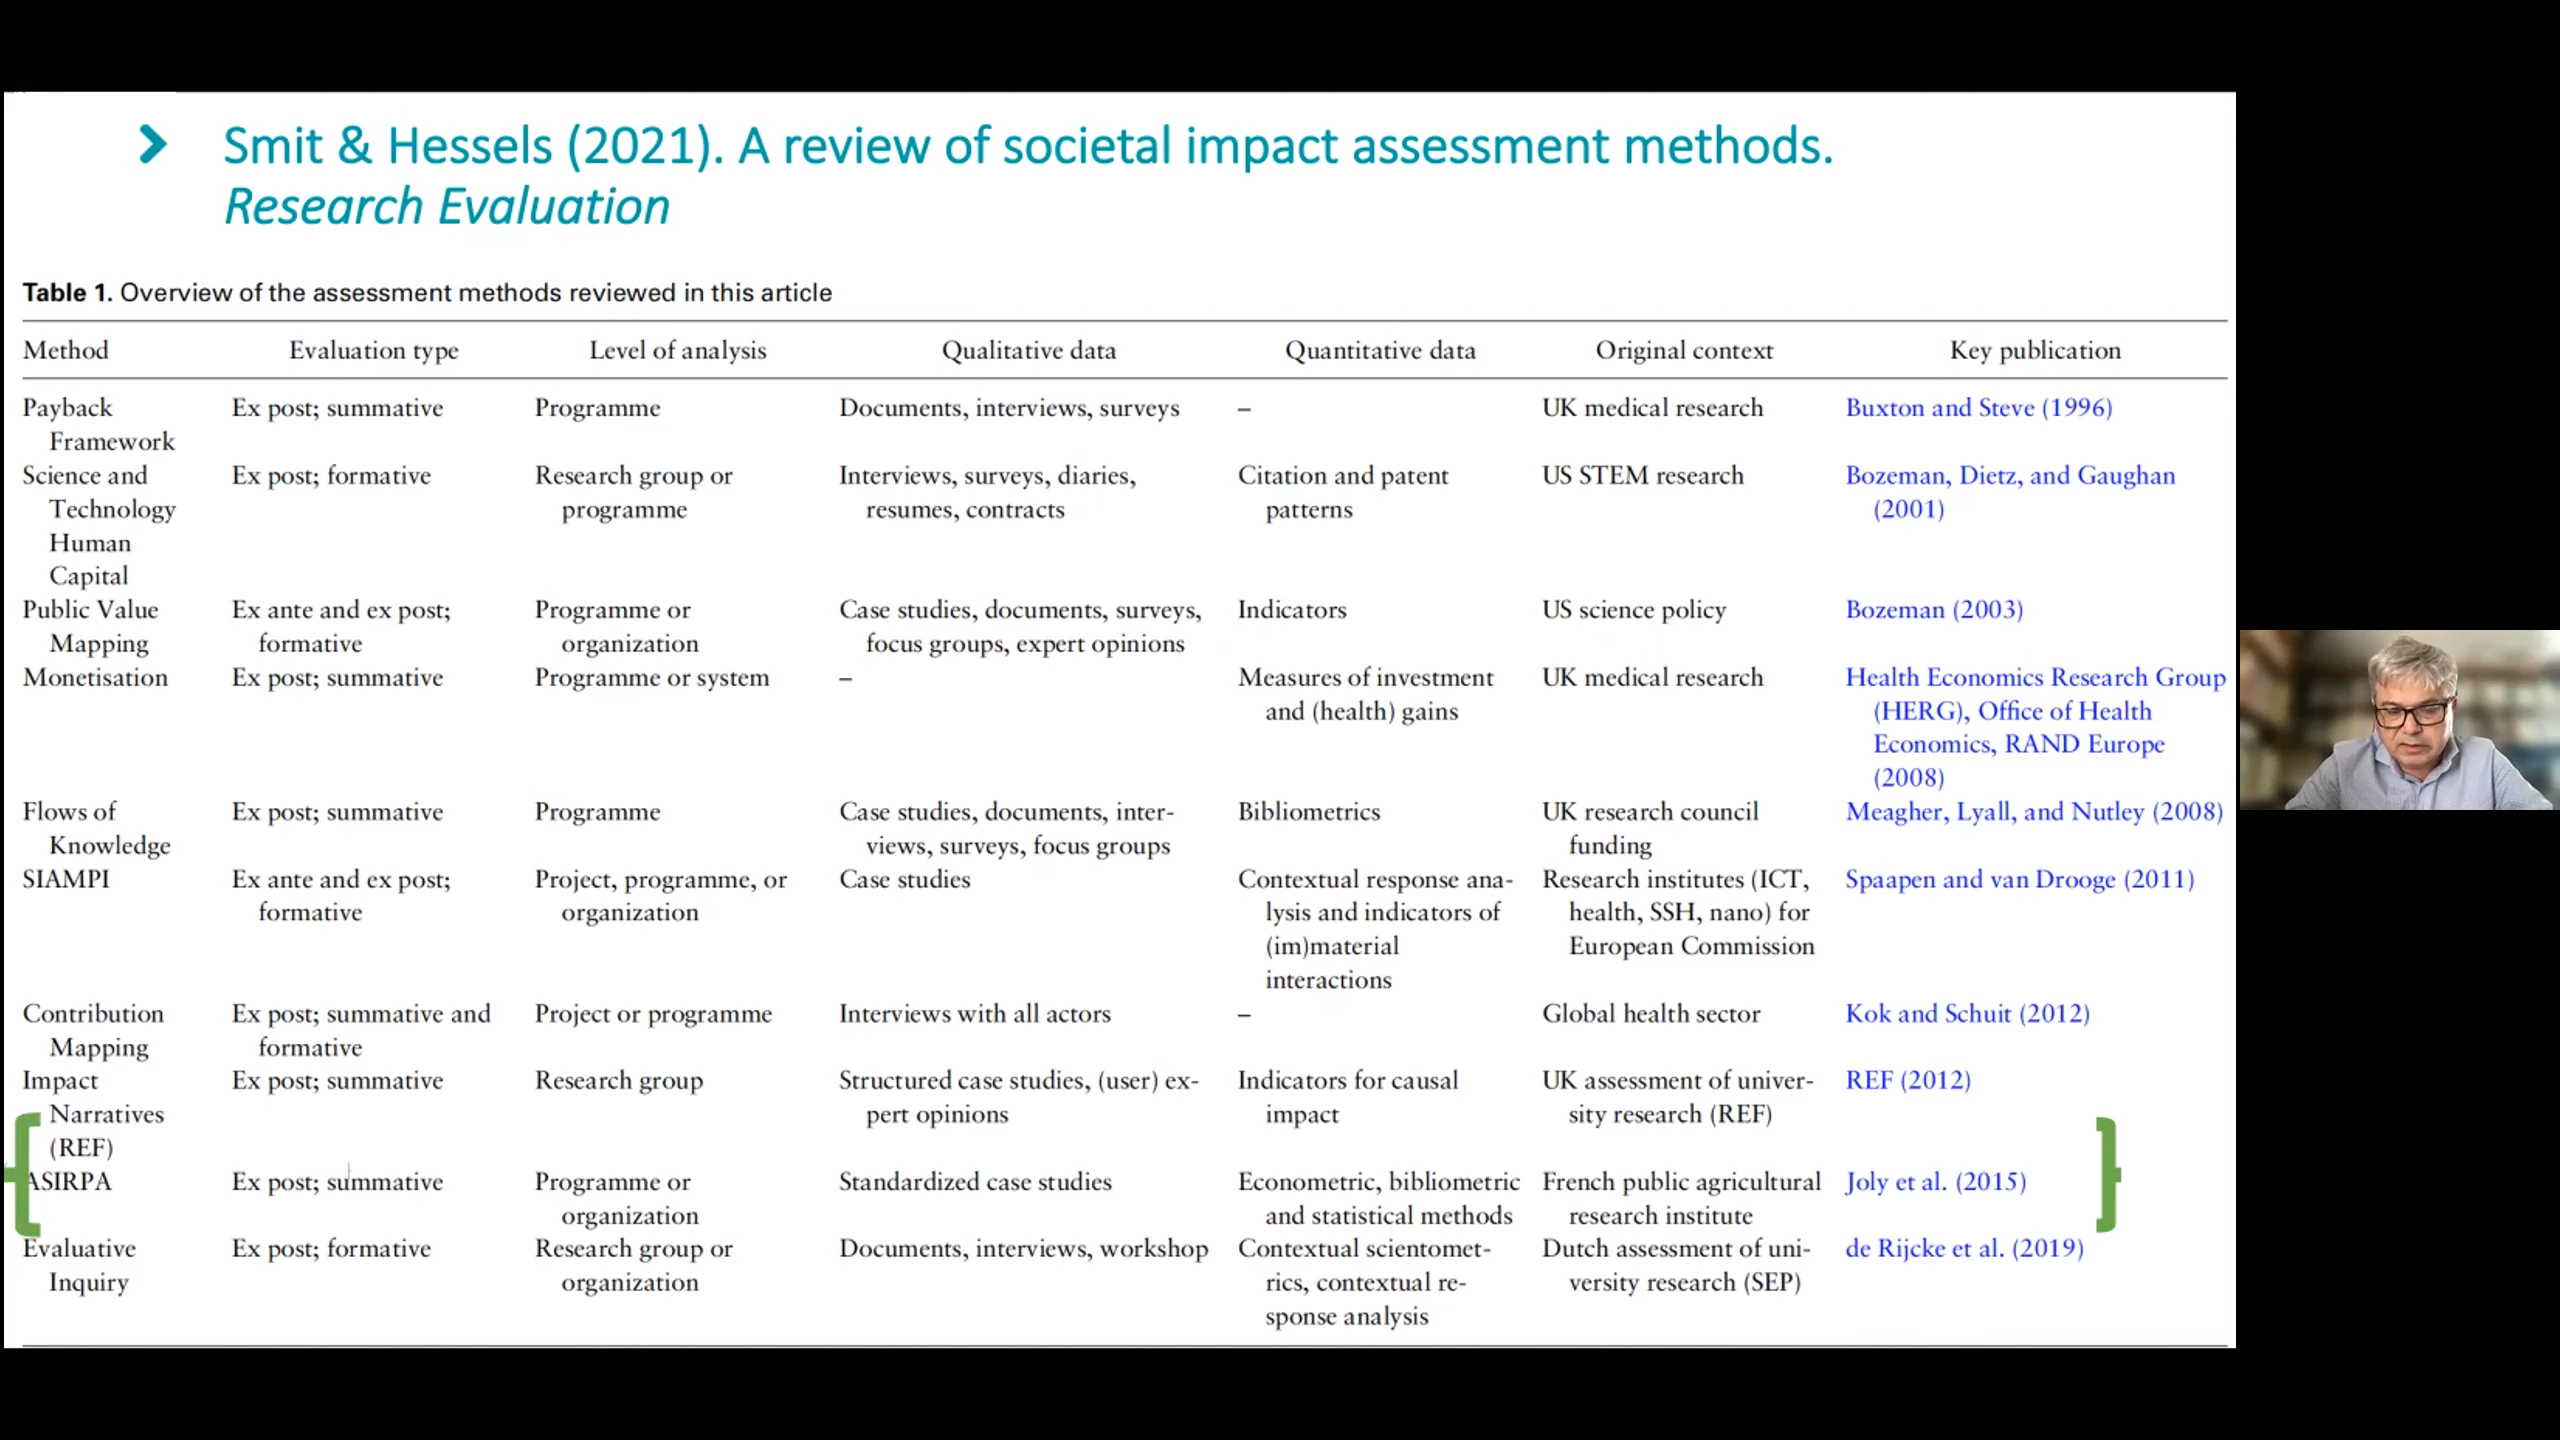 Smit & Hessels (2021). A review of societal impact assessment methods.
Research Evaluation
Table 1. Overview of the assessment methods reviewed in this article
Method Evaluation type Level of analysis Qualitative data Quantitative data Original context Key publication
Payback Ex post; summative Programme Documents, interviews, surveys – UK medical research Buxton and Steve (1996)
Framework
Science and Ex post; formative Research group or Interviews, surveys, diaries, Citation and patent US STEM research Bozeman, Dietz, and Gaughan
Technology programme resumes, contracts patterns (2001)
Human
Capital
Public Value Ex ante and ex post; Programme or Case studies, documents, surveys, Indicators US science policy Bozeman (2003)
Mapping formative organization focus groups, expert opinions
Monetisation Ex post; summative Programme or system – Measures of investment UK medical research Health Economics Research Group
and (health) gains (HERG), Office of Health
Economics, RAND Europe
(2008)
Flows of Ex post; summative Programme Case studies, documents, inter- Bibliometrics UK research council Meagher, Lyall, and Nutley (2008)
Knowledge views, surveys, focus groups funding
SIAMPI Ex ante and ex post; Project, programme, or Case studies Contextual response ana- Research institutes (ICT, Spaapen and van Drooge (2011)
formative organization lysis and indicators of health, SSH, nano) for
(im)material European Commission
interactions
Contribution Ex post; summative and Project or programme Interviews with all actors – Global health sector Kok and Schuit (2012)
Mapping formative
Impact Ex post; summative Research group Structured case studies, (user) ex- Indicators for causal UK assessment of univer- REF (2012)
Narratives pert opinions impact sity research (REF)
(REF)
ASIRPA Ex post; summative Programme or Standardized case studies Econometric, bibliometric French public agricultural Joly et al. (2015)
organization and statistical methods research institute
Evaluative Ex post; formative Research group or Documents, interviews, workshop Contextual scientomet- Dutch assessment of uni- de Rijcke et al. (2019)
Inquiry organization rics, contextual re- versity research (SEP)
sponse analysis